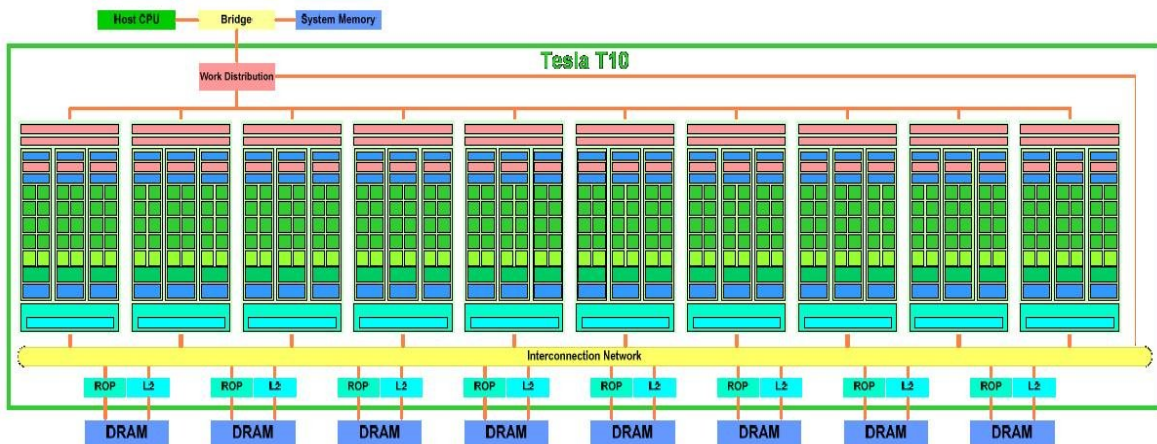 Host CPU
Bridge
System Memory
Tesla T10
Work Distribution
Interconnection Network
ROP L2 ROP L2 ROP L2 ROP L2 ROP L2 ROP L2 ROP L2 ROP L2
DRAM DRAM DRAM DRAM DRAM DRAM DRAM DRAM